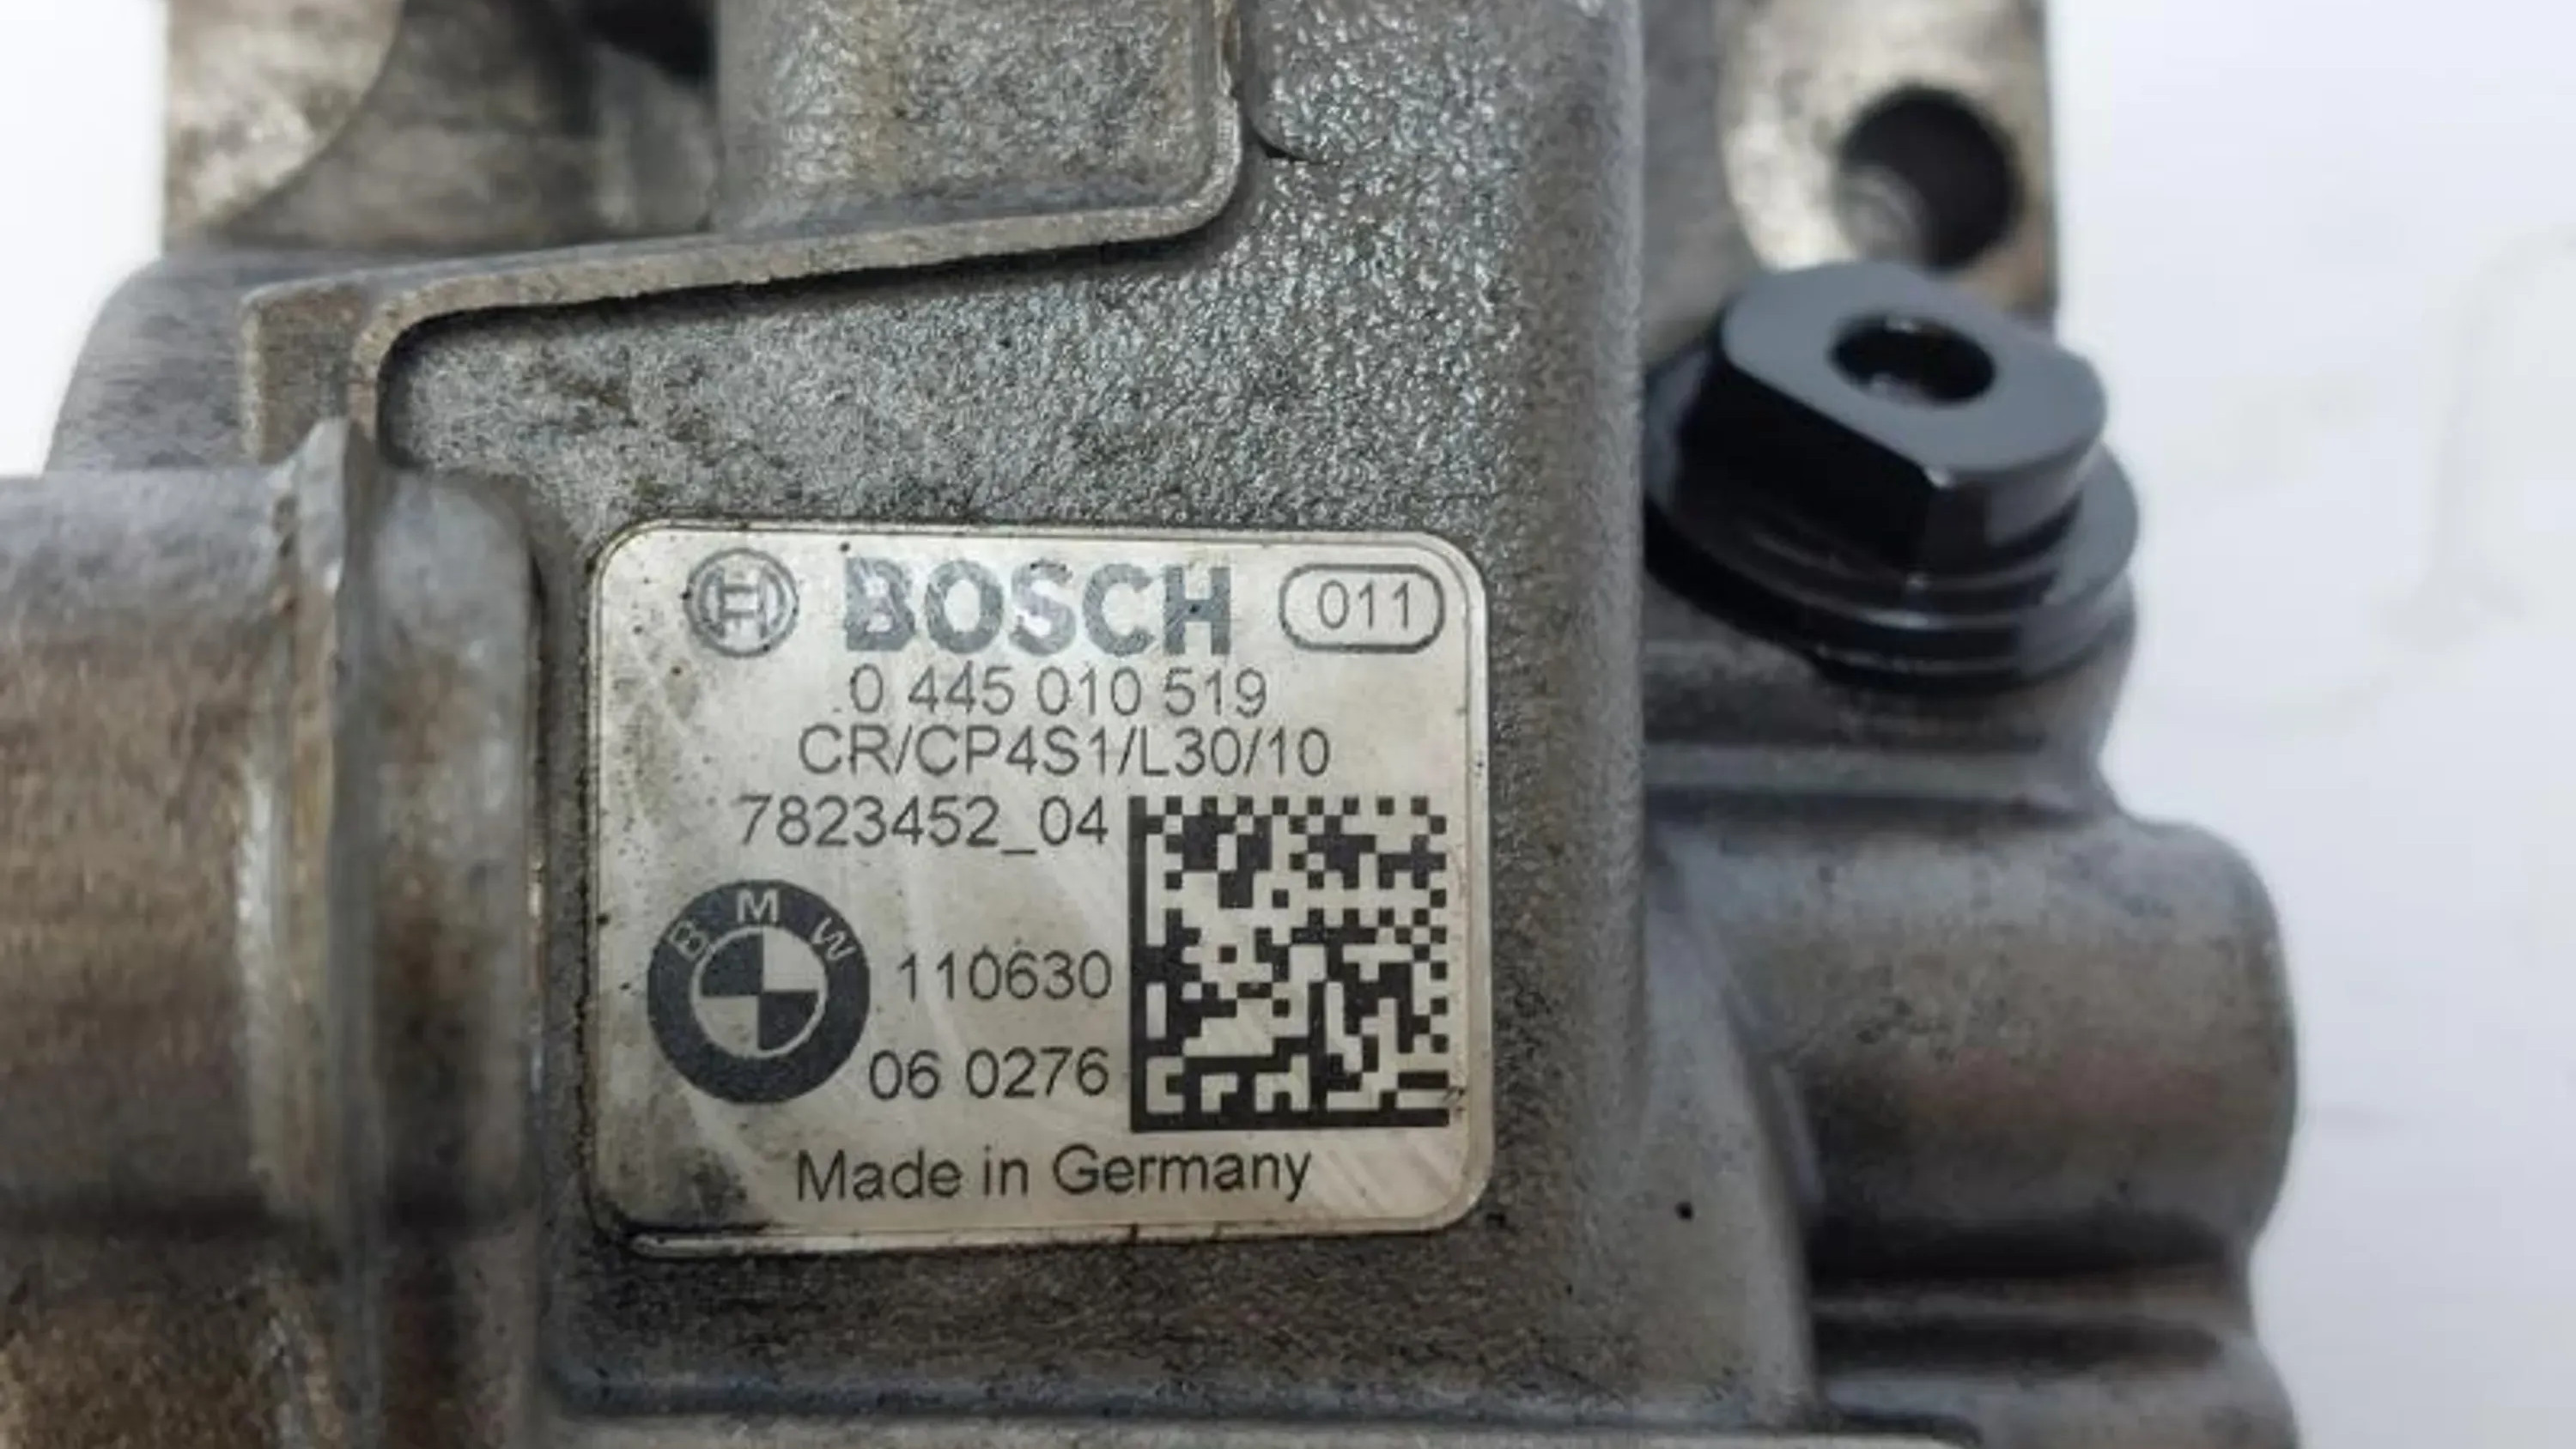 BOSCH 011
0 445 010 519
CR/CP4S1/L30/10
7823452_04
BMW
110630
06 0276
Made in Germany